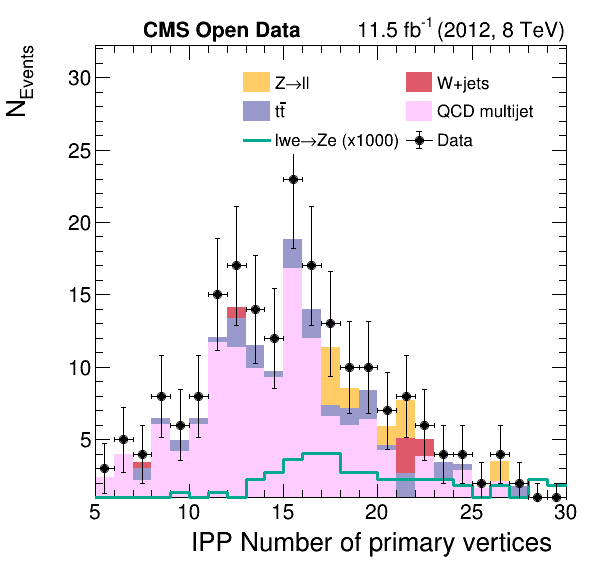 CMS Open Data 11.5 fb-1 (2012, 8 TeV)
NEvents
Z→ll W+jets
tt̄ QCD multijet
lwe→Ze (x1000) Data
30
25
20
15
10
5
5 10 15 20 25 30
IPP Number of primary vertices